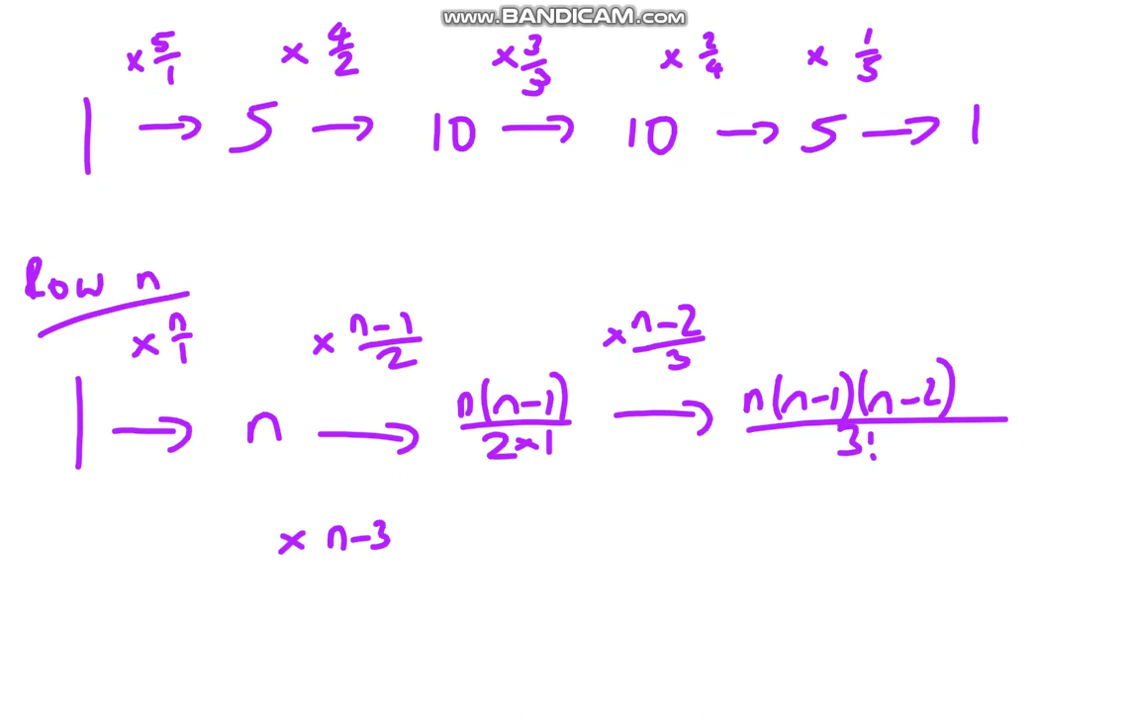 www.BANDICAM.com
× 5/1 × 4/2 × 3/3 × 2/4 × 1/5
1 → 5 → 10 → 10 → 5 → 1
Row n
× n/1 × n-1/2 × n-2/3
1 → n → n(n-1)/2×1 → n(n-1)(n-2)/3!
× n-3